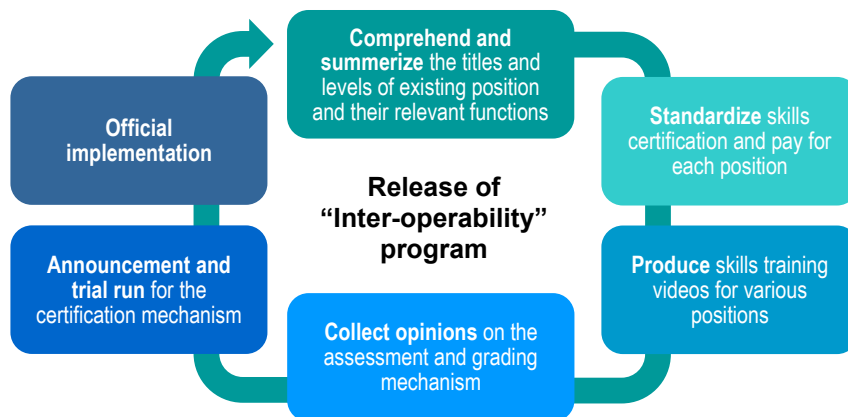 Comprehend and
summerize the titles and
levels of existing position
and their relevant functions
Standardize skills
certification and pay for
each position
Produce skills training
videos for various
positions
Collect opinions on the
assessment and grading
mechanism
Announcement and
trial run for the
certification mechanism
Official
implementation
Release of
“Inter-operability”
program